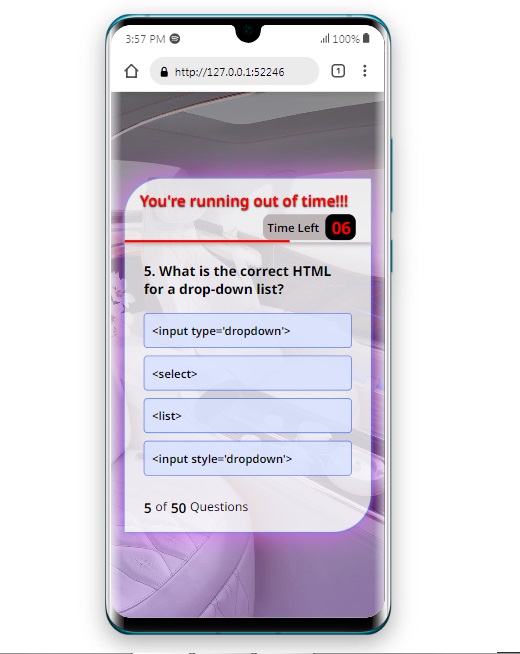 3:57 PM
100%
http://127.0.0.1:52246
1
You're running out of time!!!
Time Left 06
5. What is the correct HTML
for a drop-down list?
<input type='dropdown'>
<select>
<list>
<input style='dropdown'>
5 of 50 Questions